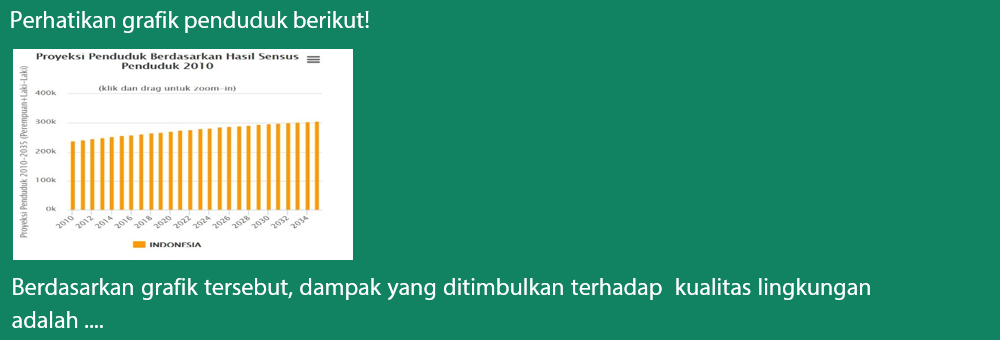 Perhatikan grafik penduduk berikut!
Proyeksi Penduduk Berdasarkan Hasil Sensus
Penduduk 2010
(klik dan drag untuk zoom-in)
Proyeksi Penduduk 2010-2035 (Perempuan+Laki-Laki)
400k
300k
200k
100k
0k
2010 2012 2014 2016 2018 2020 2022 2024 2026 2028 2030 2032 2034
INDONESIA
Berdasarkan grafik tersebut, dampak yang ditimbulkan terhadap kualitas lingkungan
adalah ....